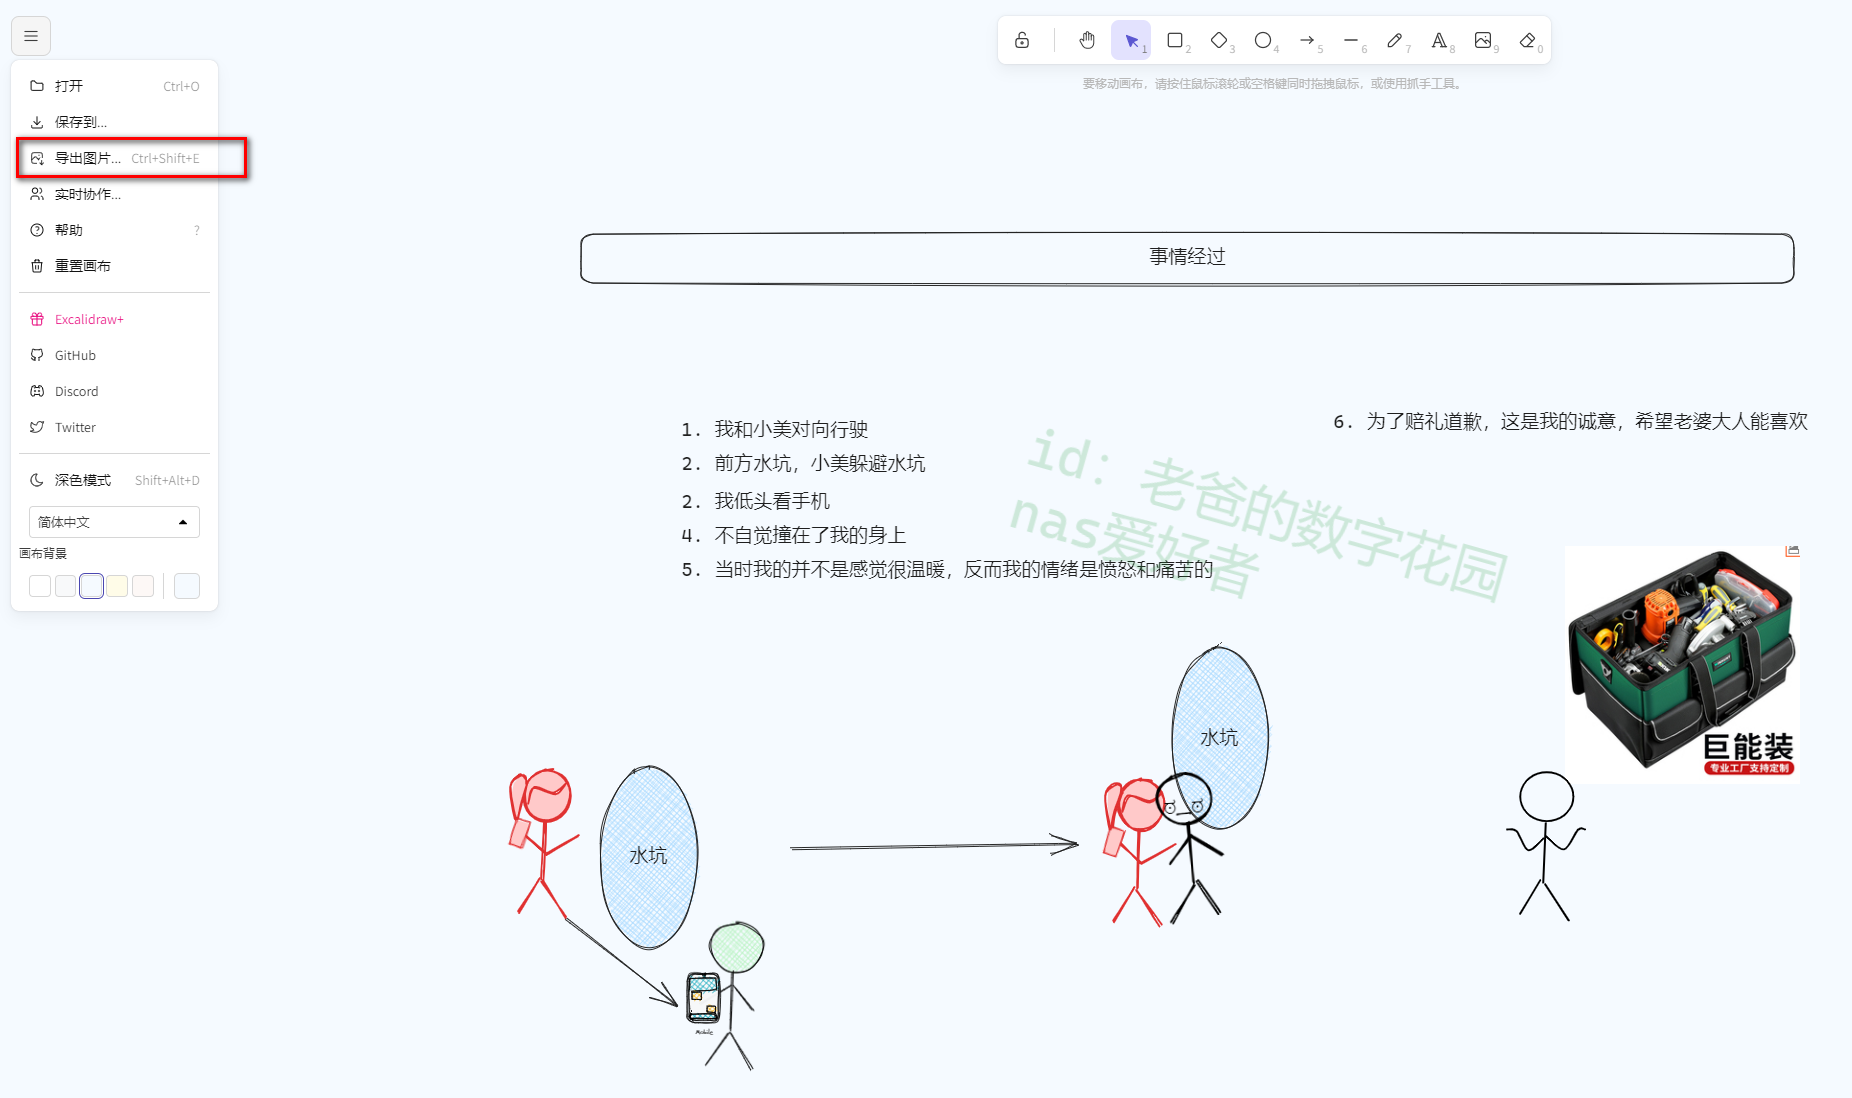 打开 Ctrl+O
保存到...
导出图片... Ctrl+Shift+E
实时协作...
帮助 ?
重置画布
Excalidraw+
GitHub
Discord
Twitter
深色模式 Shift+Alt+D
简体中文
画布背景
1 2 3 4 5 6 7 8 9 0
要移动画布，请按住鼠标滚轮或空格键同时拖拽鼠标，或使用抓手工具。
事情经过
1. 我和小美对向行驶
2. 前方水坑，小美躲避水坑
2. 我低头看手机
4. 不自觉撞在了我的身上
5. 当时我的并不是感觉很温暖，反而我的情绪是愤怒和痛苦的
6. 为了赔礼道歉，这是我的诚意，希望老婆大人能喜欢
id：老爸的数字花园
nas爱好者
水坑
Mobile
水坑
巨能装
专业工厂支持定制